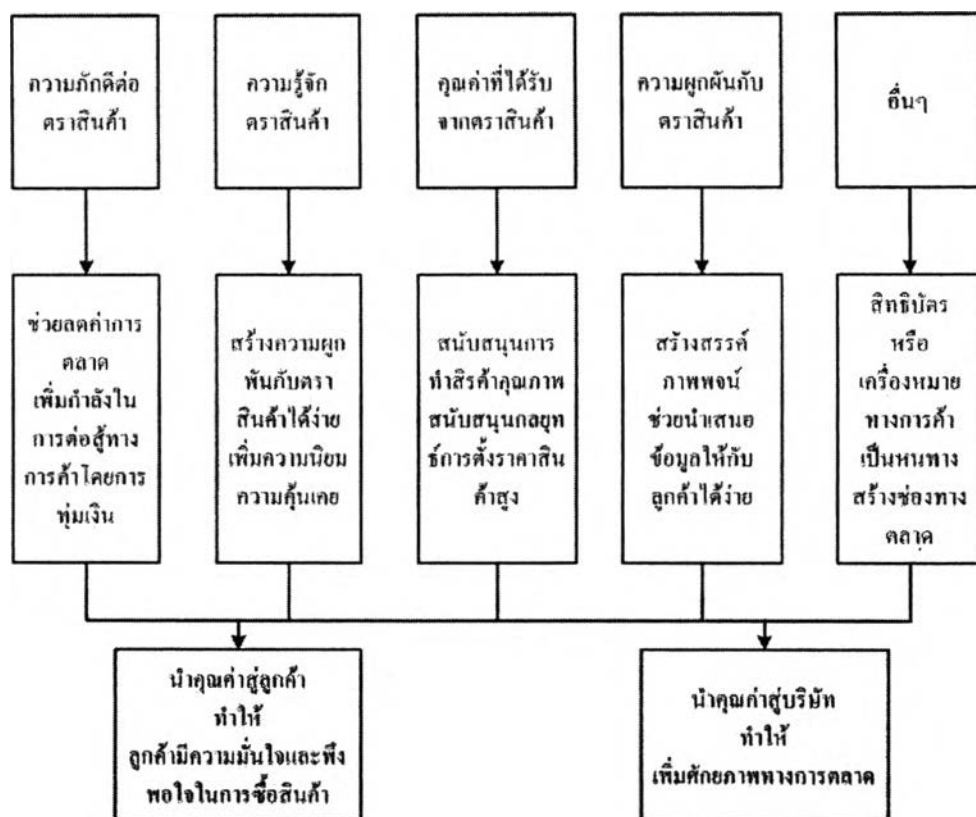 ความภักดีต่อ
ตราสินค้า
ความรู้จัก
ตราสินค้า
คุณค่าที่ได้รับ
จากตราสินค้า
ความผูกผันกับ
ตราสินค้า
อื่นๆ
ช่วยลดค่าการ
ตลาด
เพิ่มกำลังใน
การต่อสู้ทาง
การค้าโดยการ
ทุ่มเงิน
สร้างความผูก
พันกับตรา
สินค้าได้ง่าย
เพิ่มความนิยม
ความคุ้นเคย
สนับสนุนการ
ทำสิรค้าคุณภาพ
สนับสนุนกลยุท
ธ์การตั้งราคาสิน
ค้าสูง
สร้างสรรค์
ภาพพจน์
ช่วยนำเสนอ
ข้อมูลให้กับ
ลูกค้าได้ง่าย
สิทธิบัตร
หรือ
เครื่องหมาย
ทางการค้า
เป็นหนทาง
สร้างช่องทาง
ตลาด
นำคุณค่าสู่ลูกค้า
ทำให้
ลูกค้ามีความมั่นใจและพึง
พอใจในการซื้อสินค้า
นำคุณค่าสู่บริษัท
ทำให้
เพิ่มศักยภาพทางการตลาด